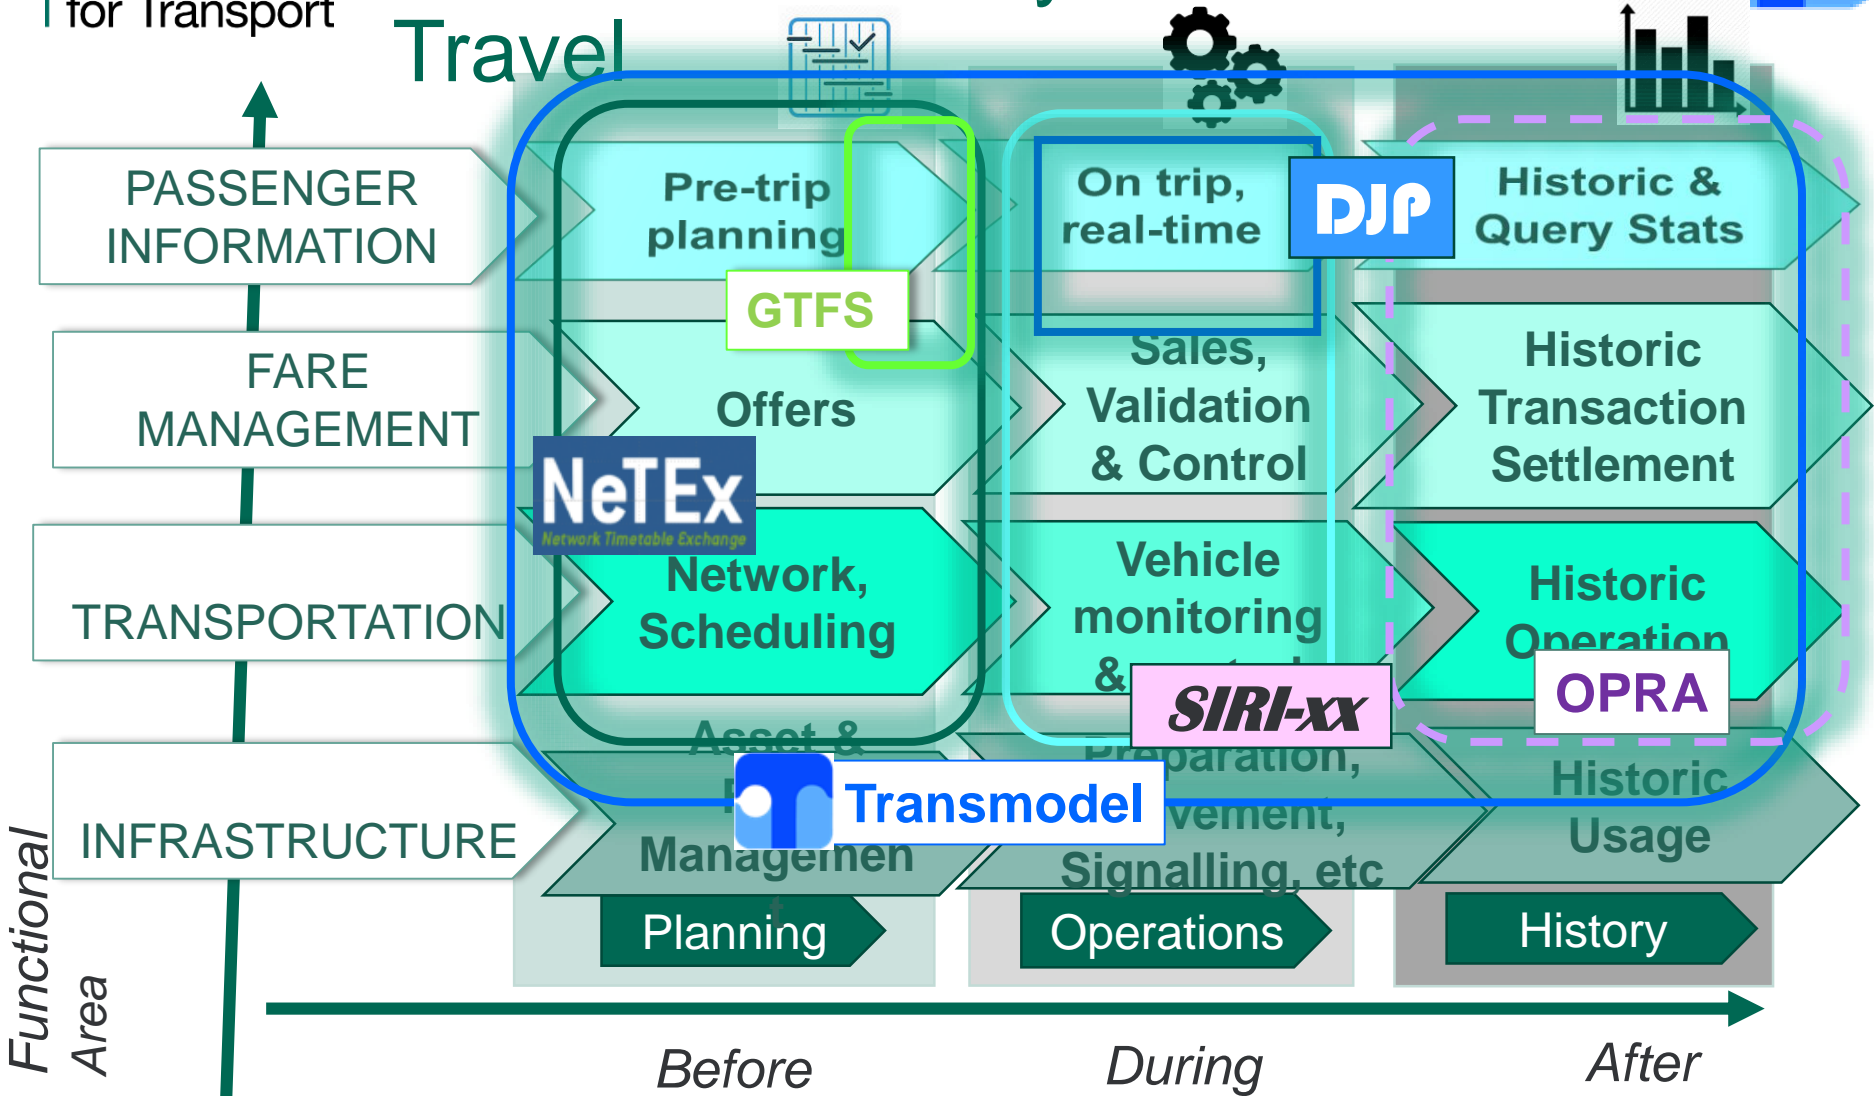 for Transport
Travel
PASSENGER
INFORMATION
Pre-trip
planning
On trip,
real-time
DJP
Historic &
Query Stats
GTFS
FARE
MANAGEMENT
Offers
Sales,
Validation
& Control
Historic
Transaction
Settlement
NeTEx
Network Timetable Exchange
TRANSPORTATION
Network,
Scheduling
Vehicle
monitoring
&
SIRI-xx
Historic
Operation
OPRA
INFRASTRUCTURE
Asset &
Managemen
Transmodel
Preparation,
Signalling, etc
Historic
Usage
Planning
Operations
History
Functional
Area
Before
During
After